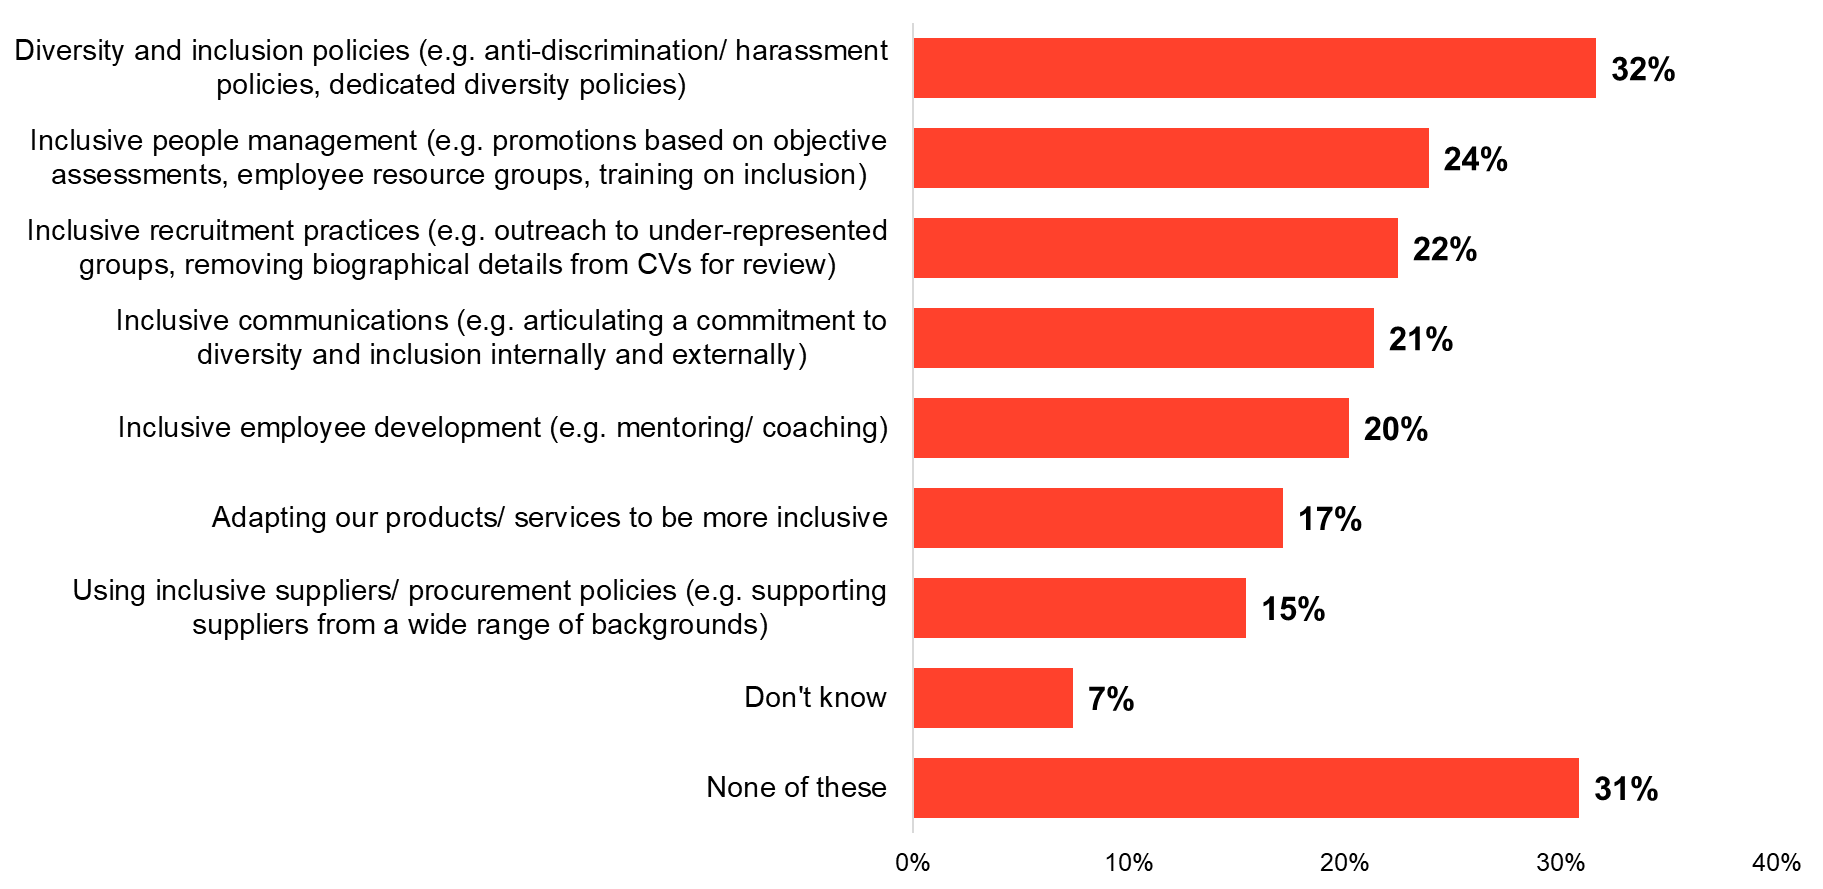 Diversity and inclusion policies (e.g. anti-discrimination/ harassment
policies, dedicated diversity policies)
32%
Inclusive people management (e.g. promotions based on objective
assessments, employee resource groups, training on inclusion)
24%
Inclusive recruitment practices (e.g. outreach to under-represented
groups, removing biographical details from CVs for review)
22%
Inclusive communications (e.g. articulating a commitment to
diversity and inclusion internally and externally)
21%
Inclusive employee development (e.g. mentoring/ coaching)
20%
Adapting our products/ services to be more inclusive
17%
Using inclusive suppliers/ procurement policies (e.g. supporting
suppliers from a wide range of backgrounds)
15%
Don't know
7%
None of these
31%
0% 10% 20% 30% 40%